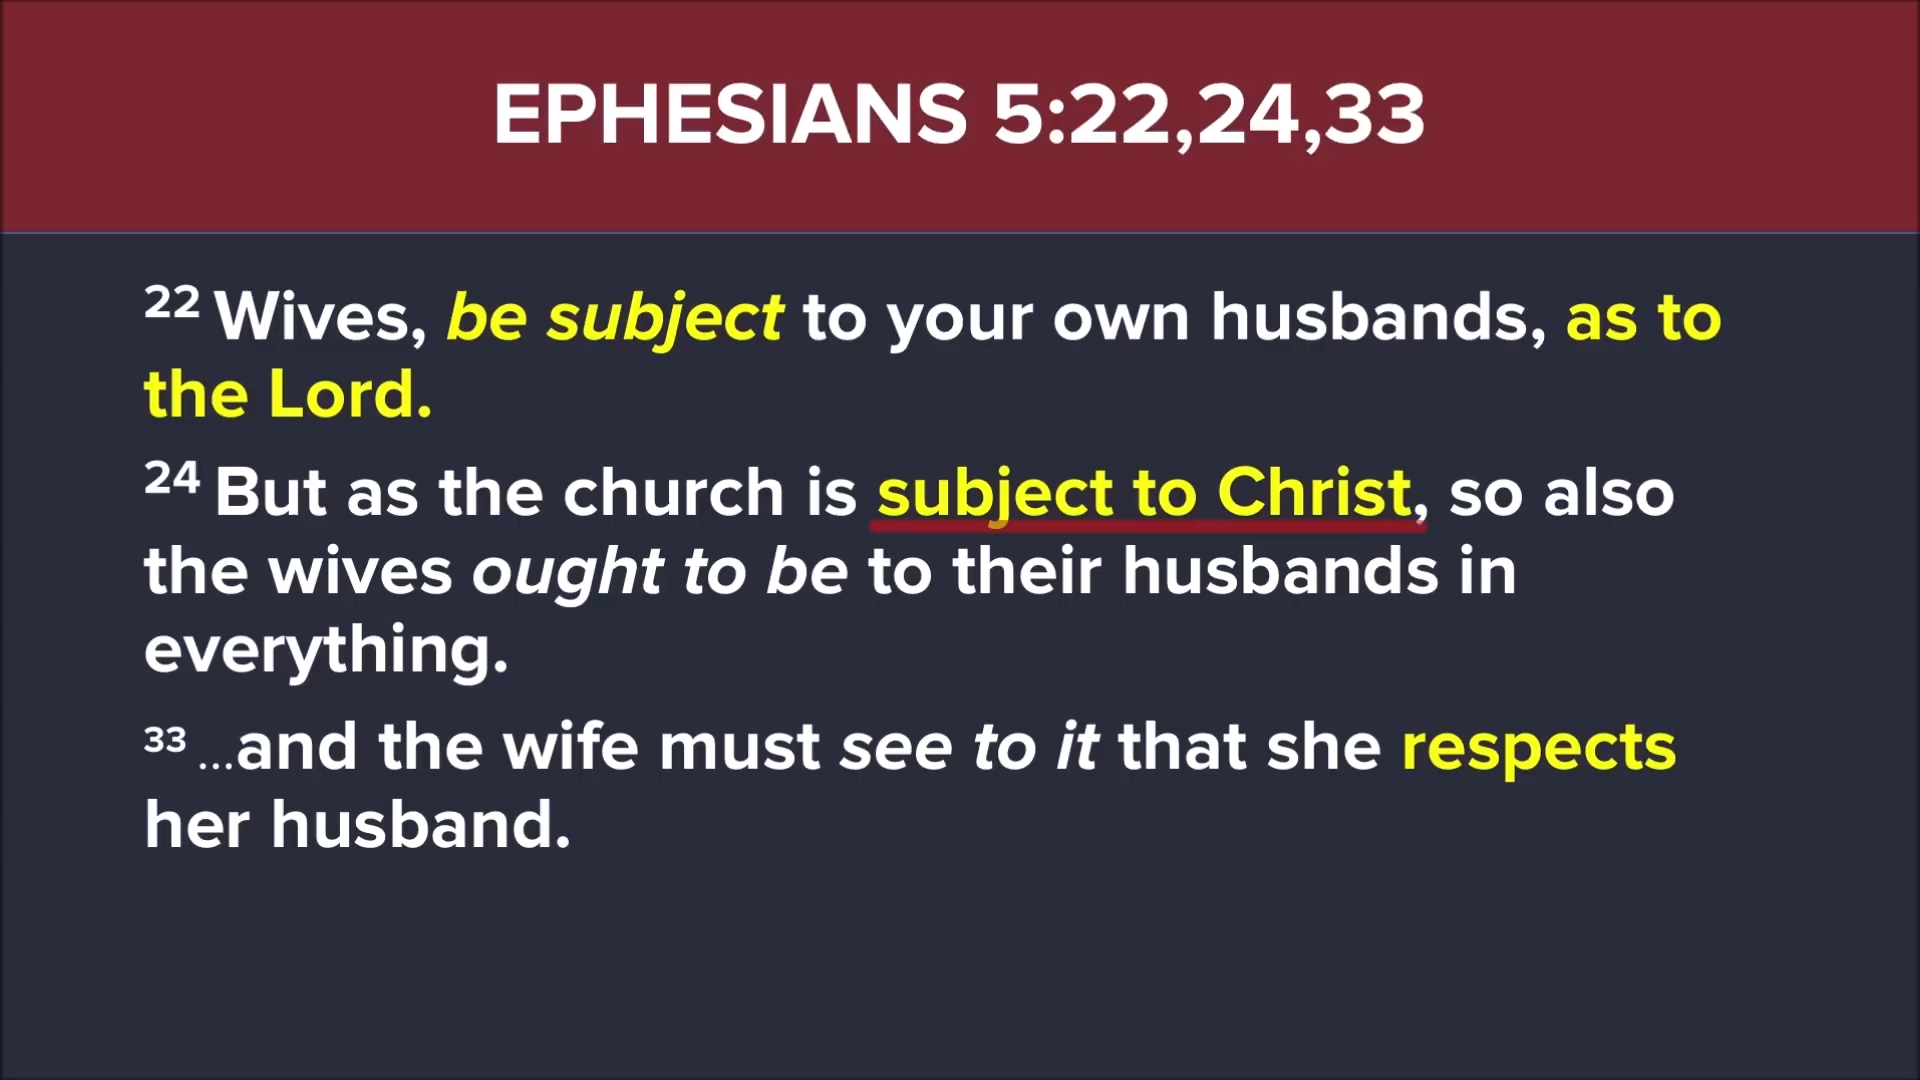 EPHESIANS 5:22,24,33
22 Wives, be subject to your own husbands, as to
the Lord.
24 But as the church is subject to Christ, so also
the wives ought to be to their husbands in
everything.
33 ...and the wife must see to it that she respects
her husband.